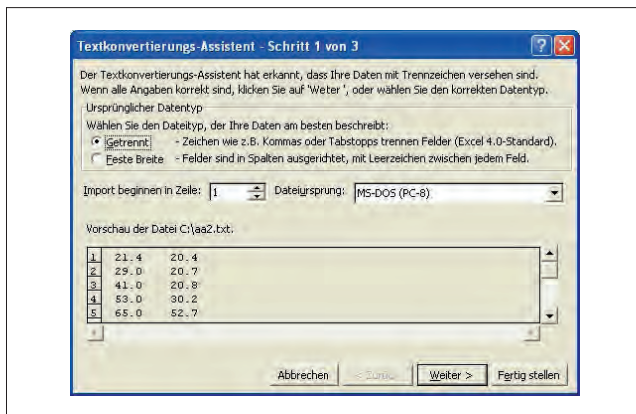 Textkonvertierungs-Assistent - Schritt 1 von 3
Der Textkonvertierungs-Assistent hat erkannt, dass Ihre Daten mit Trennzeichen versehen sind.
Wenn alle Angaben korrekt sind, klicken Sie auf 'Weter ', oder wählen Sie den korrekten Datentyp.
Ursprünglicher Datentyp
Wählen Sie den Dateityp, der Ihre Daten am besten beschreibt:
Getrennt - Zeichen wie z.B. Kommas oder Tabstopps trennen Felder (Excel 4.0-Standard).
Feste Breite - Felder sind in Spalten ausgerichtet, mit Leerzeichen zwischen jedem Feld.
Import beginnen in Zeile: 1 Dateiursprung: MS-DOS (PC-8)
Vorschau der Datei C:\aa2.txt.
1 21.4 20.4
2 29.0 20.7
3 41.0 20.8
4 53.0 30.2
5 65.0 52.7
Abbrechen < Zurück Weiter > Fertig stellen